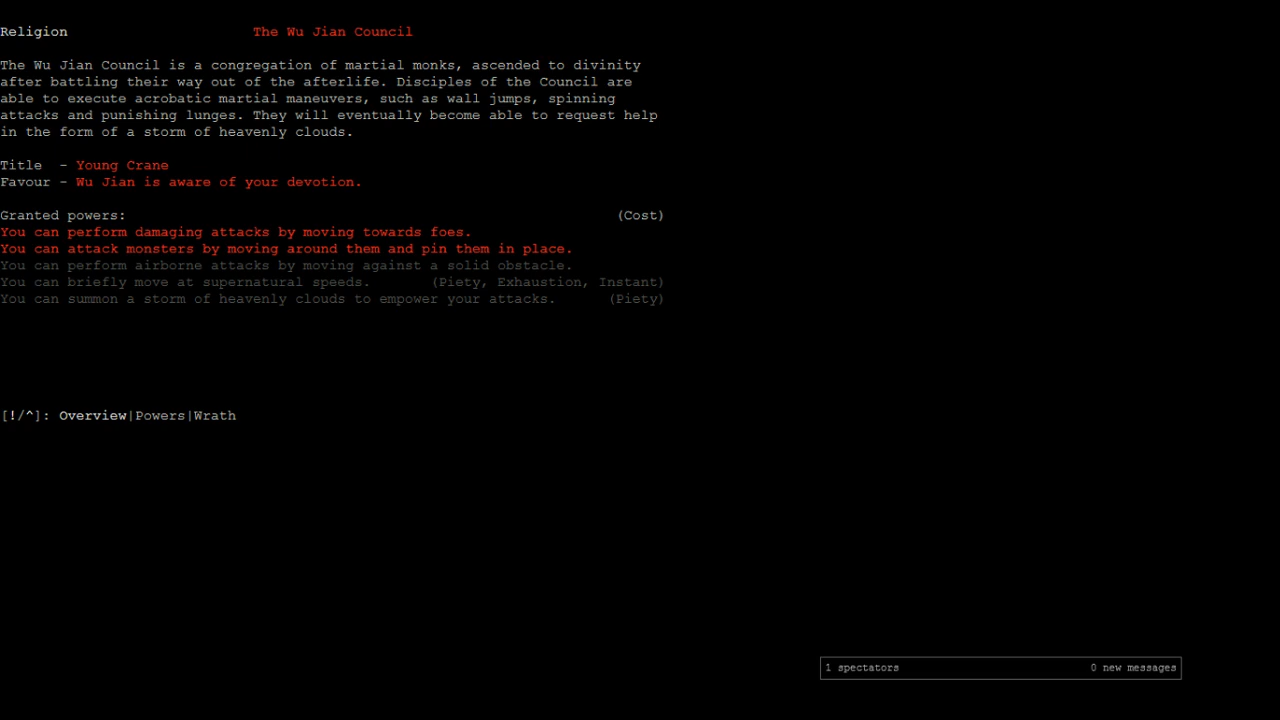 Religion The Wu Jian Council
The Wu Jian Council is a congregation of martial monks, ascended to divinity
after battling their way out of the afterlife. Disciples of the Council are
able to execute acrobatic martial maneuvers, such as wall jumps, spinning
attacks and punishing lunges. They will eventually become able to request help
in the form of a storm of heavenly clouds.
Title - Young Crane
Favour - Wu Jian is aware of your devotion.
Granted powers: (Cost)
You can perform damaging attacks by moving towards foes.
You can attack monsters by moving around them and pin them in place.
You can perform airborne attacks by moving against a solid obstacle.
You can briefly move at supernatural speeds. (Piety, Exhaustion, Instant)
You can summon a storm of heavenly clouds to empower your attacks. (Piety)
[!/^]: Overview|Powers|Wrath
1 spectators 0 new messages